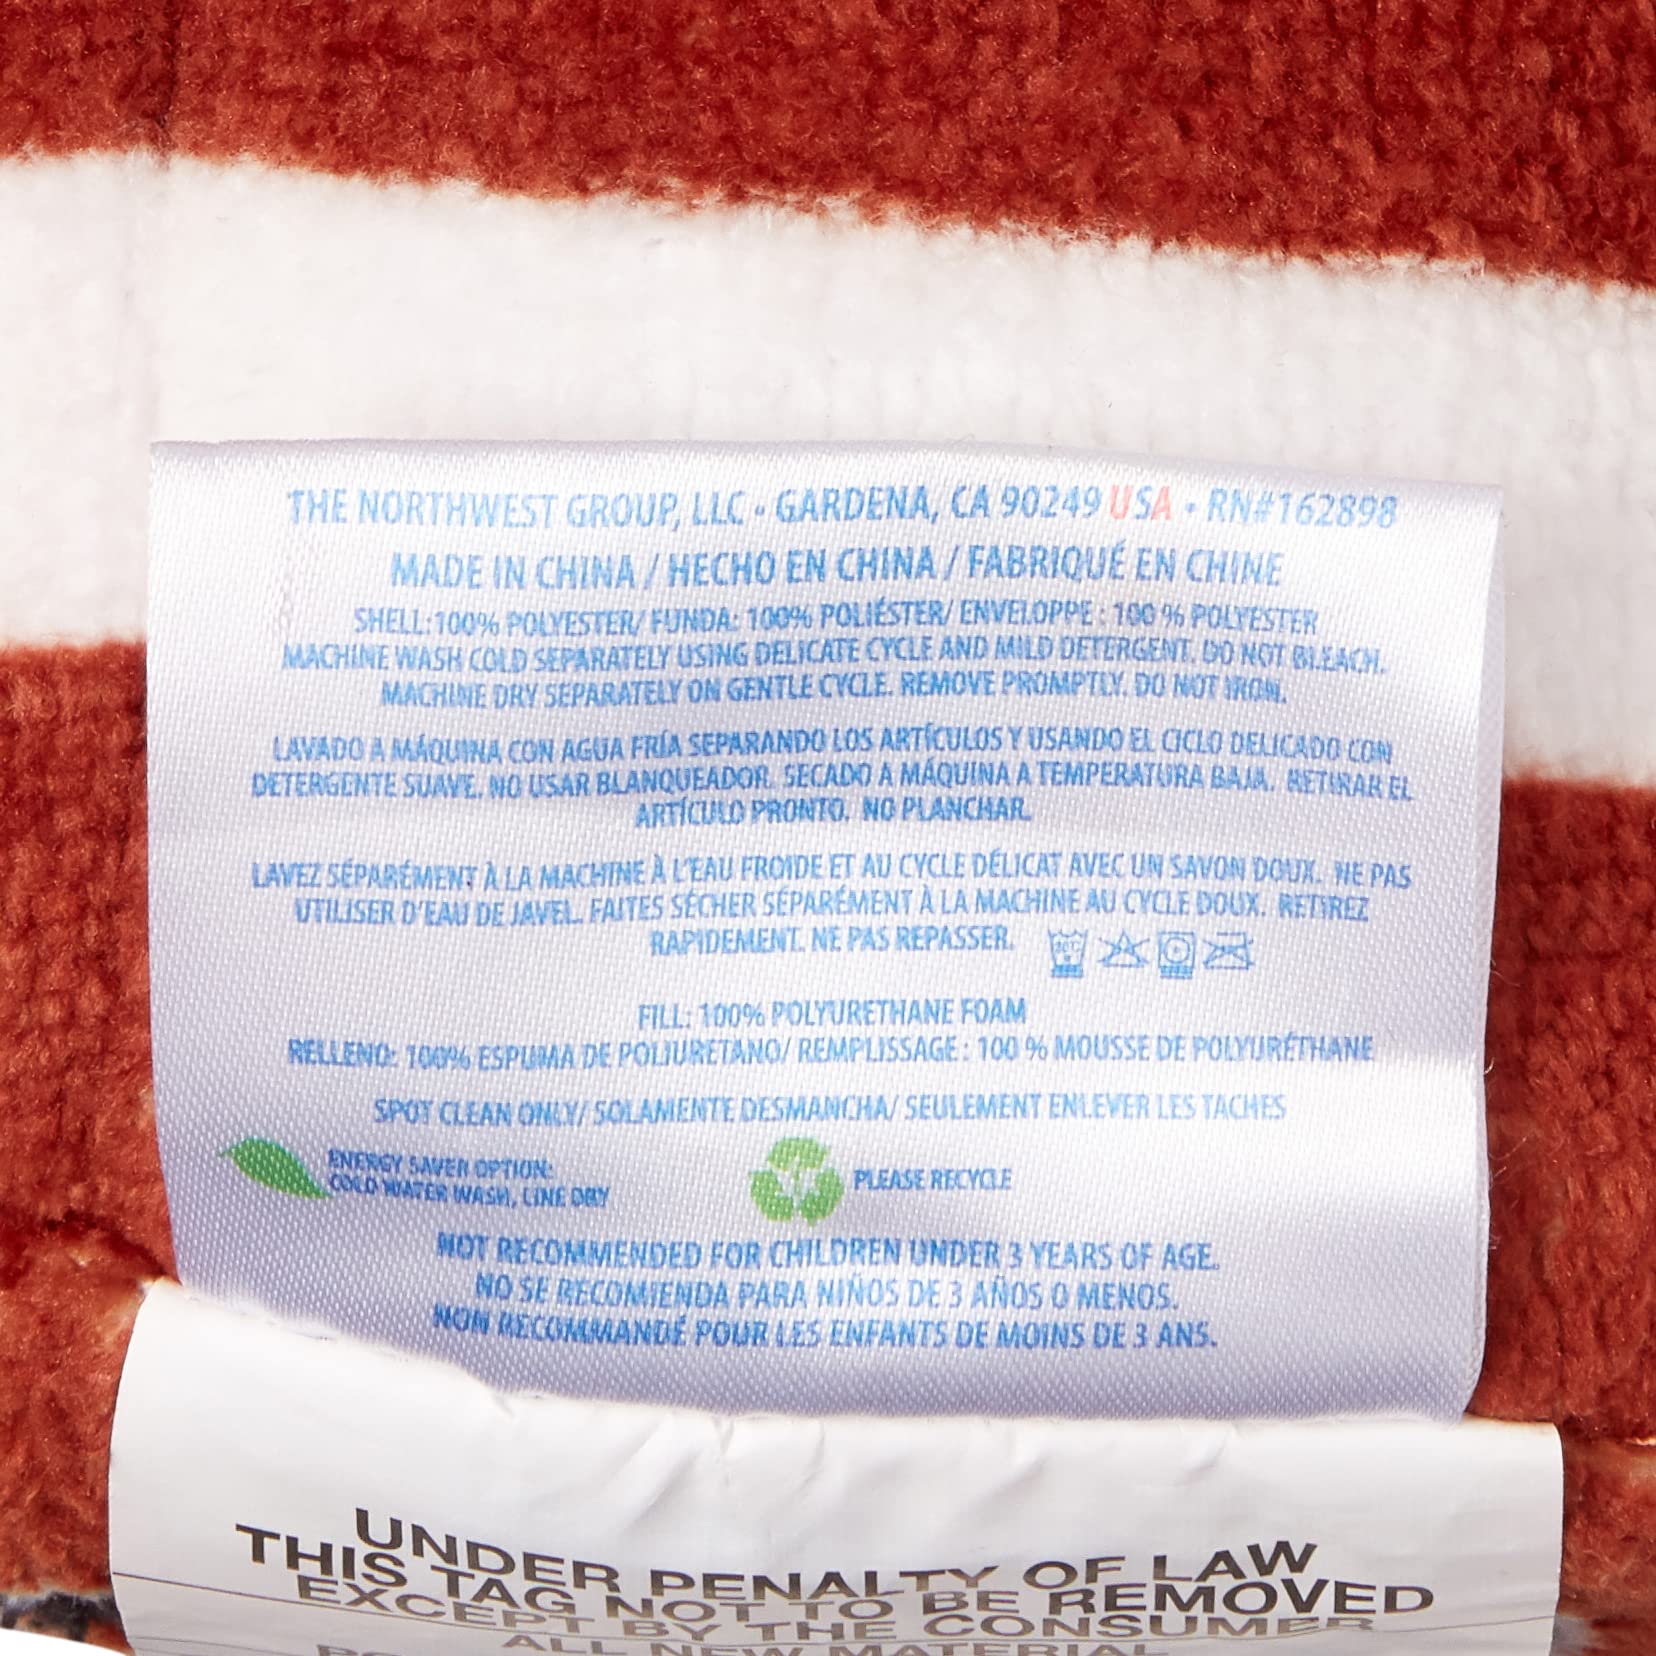 THE NORTHWEST GROUP, LLC • GARDENA, CA 90249 USA • RN#162898
MADE IN CHINA / HECHO EN CHINA / FABRIQUÉ EN CHINE
SHELL:100% POLYESTER/ FUNDA: 100% POLIÉSTER/ ENVELOPPE : 100 % POLYESTER
MACHINE WASH COLD SEPARATELY USING DELICATE CYCLE AND MILD DETERGENT. DO NOT BLEACH.
MACHINE DRY SEPARATELY ON GENTLE CYCLE. REMOVE PROMPTLY. DO NOT IRON.
LAVADO A MÁQUINA CON AGUA FRÍA SEPARANDO LOS ARTÍCULOS Y USANDO EL CICLO DELICADO CON
DETERGENTE SUAVE. NO USAR BLANQUEADOR. SECADO A MÁQUINA A TEMPERATURA BAJA. RETIRAR EL
ARTÍCULO PRONTO. NO PLANCHAR.
LAVEZ SÉPARÉMENT À LA MACHINE À L'EAU FROIDE ET AU CYCLE DÉLICAT AVEC UN SAVON DOUX. NE PAS
UTILISER D'EAU DE JAVEL. FAITES SÉCHER SÉPARÉMENT À LA MACHINE AU CYCLE DOUX. RETIREZ
RAPIDEMENT. NE PAS REPASSER. 30°C
FILL: 100% POLYURETHANE FOAM
RELLENO: 100% ESPUMA DE POLIURETANO/ REMPLISSAGE : 100 % MOUSSE DE POLYURÉTHANE
SPOT CLEAN ONLY/ SOLAMENTE DESMANCHA/ SEULEMENT ENLEVER LES TACHES
ENERGY SAVER OPTION:
COLD WATER WASH, LINE DRY
PLEASE RECYCLE
NOT RECOMMENDED FOR CHILDREN UNDER 3 YEARS OF AGE.
NO SE RECOMIENDA PARA NIÑOS DE 3 AÑOS O MENOS.
NON RECOMMANDÉ POUR LES ENFANTS DE MOINS DE 3 ANS.
UNDER PENALTY OF LAW
THIS TAG NOT TO BE REMOVED
EXCEPT BY THE CONSUMER
ALL NEW MATERIAL